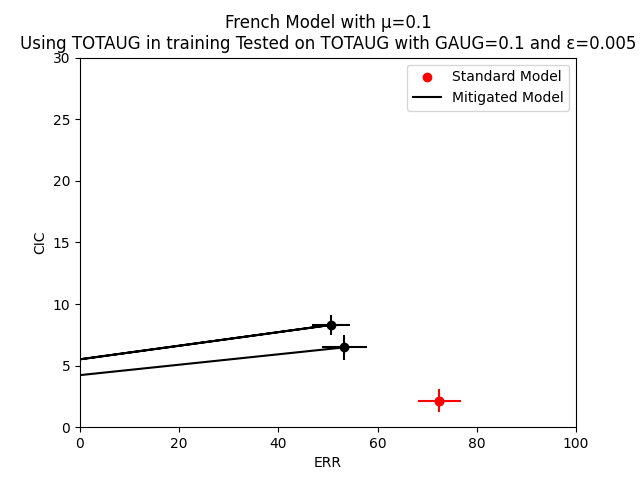 French Model with μ=0.1
Using TOTAUG in training Tested on TOTAUG with GAUG=0.1 and ε=0.005
Standard Model
Mitigated Model
30
25
20
15
10
5
0
CIC
0 20 40 60 80 100
ERR